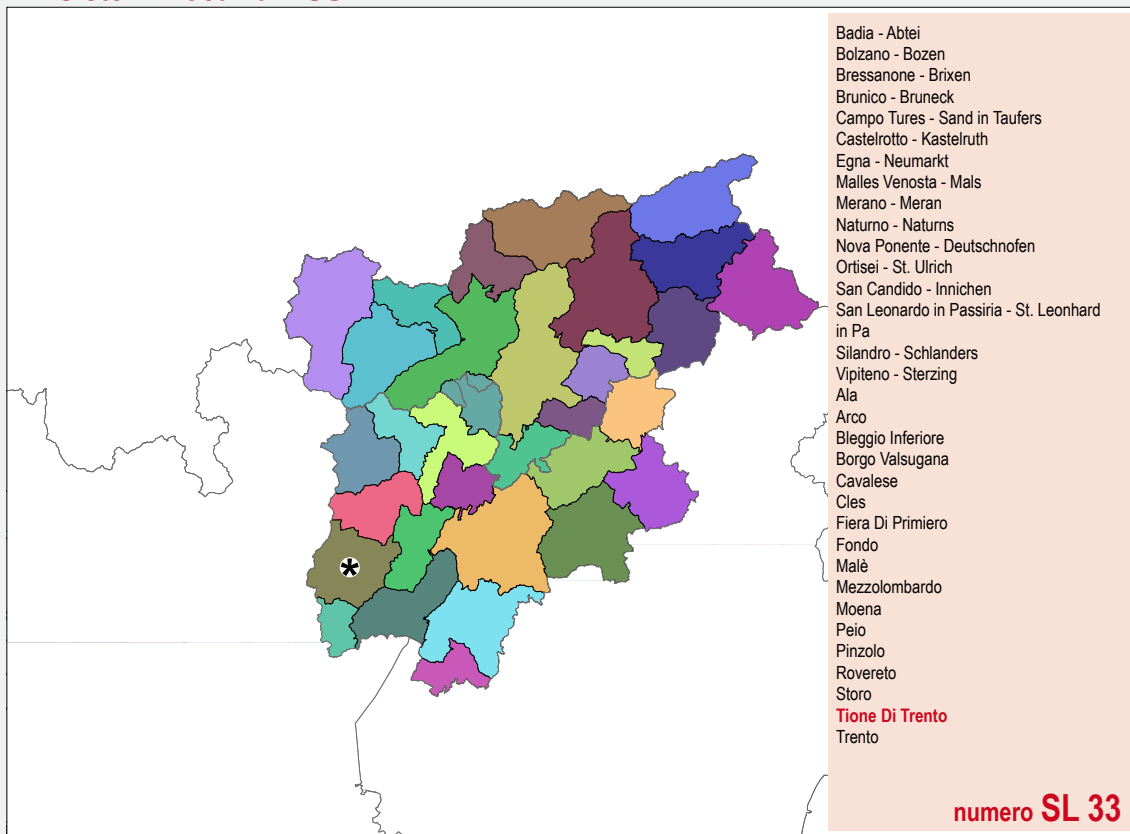 Badia - Abtei
Bolzano - Bozen
Bressanone - Brixen
Brunico - Bruneck
Campo Tures - Sand in Taufers
Castelrotto - Kastelruth
Egna - Neumarkt
Malles Venosta - Mals
Merano - Meran
Naturno - Naturns
Nova Ponente - Deutschnofen
Ortisei - St. Ulrich
San Candido - Innichen
San Leonardo in Passiria - St. Leonhard
in Pa
Silandro - Schlanders
Vipiteno - Sterzing
Ala
Arco
Bleggio Inferiore
Borgo Valsugana
Cavalese
Cles
Fiera Di Primiero
Fondo
Malè
Mezzolombardo
Moena
Peio
Pinzolo
Rovereto
Storo
Tione Di Trento
Trento
*
numero SL 33